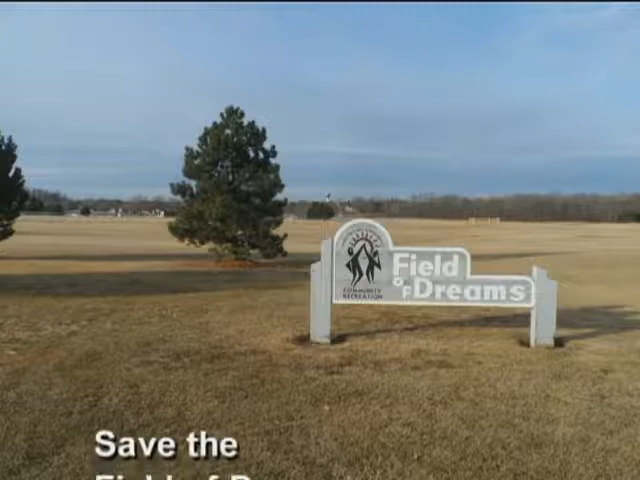 COMMUNITY
RECREATION
Field
OF Dreams
Save the